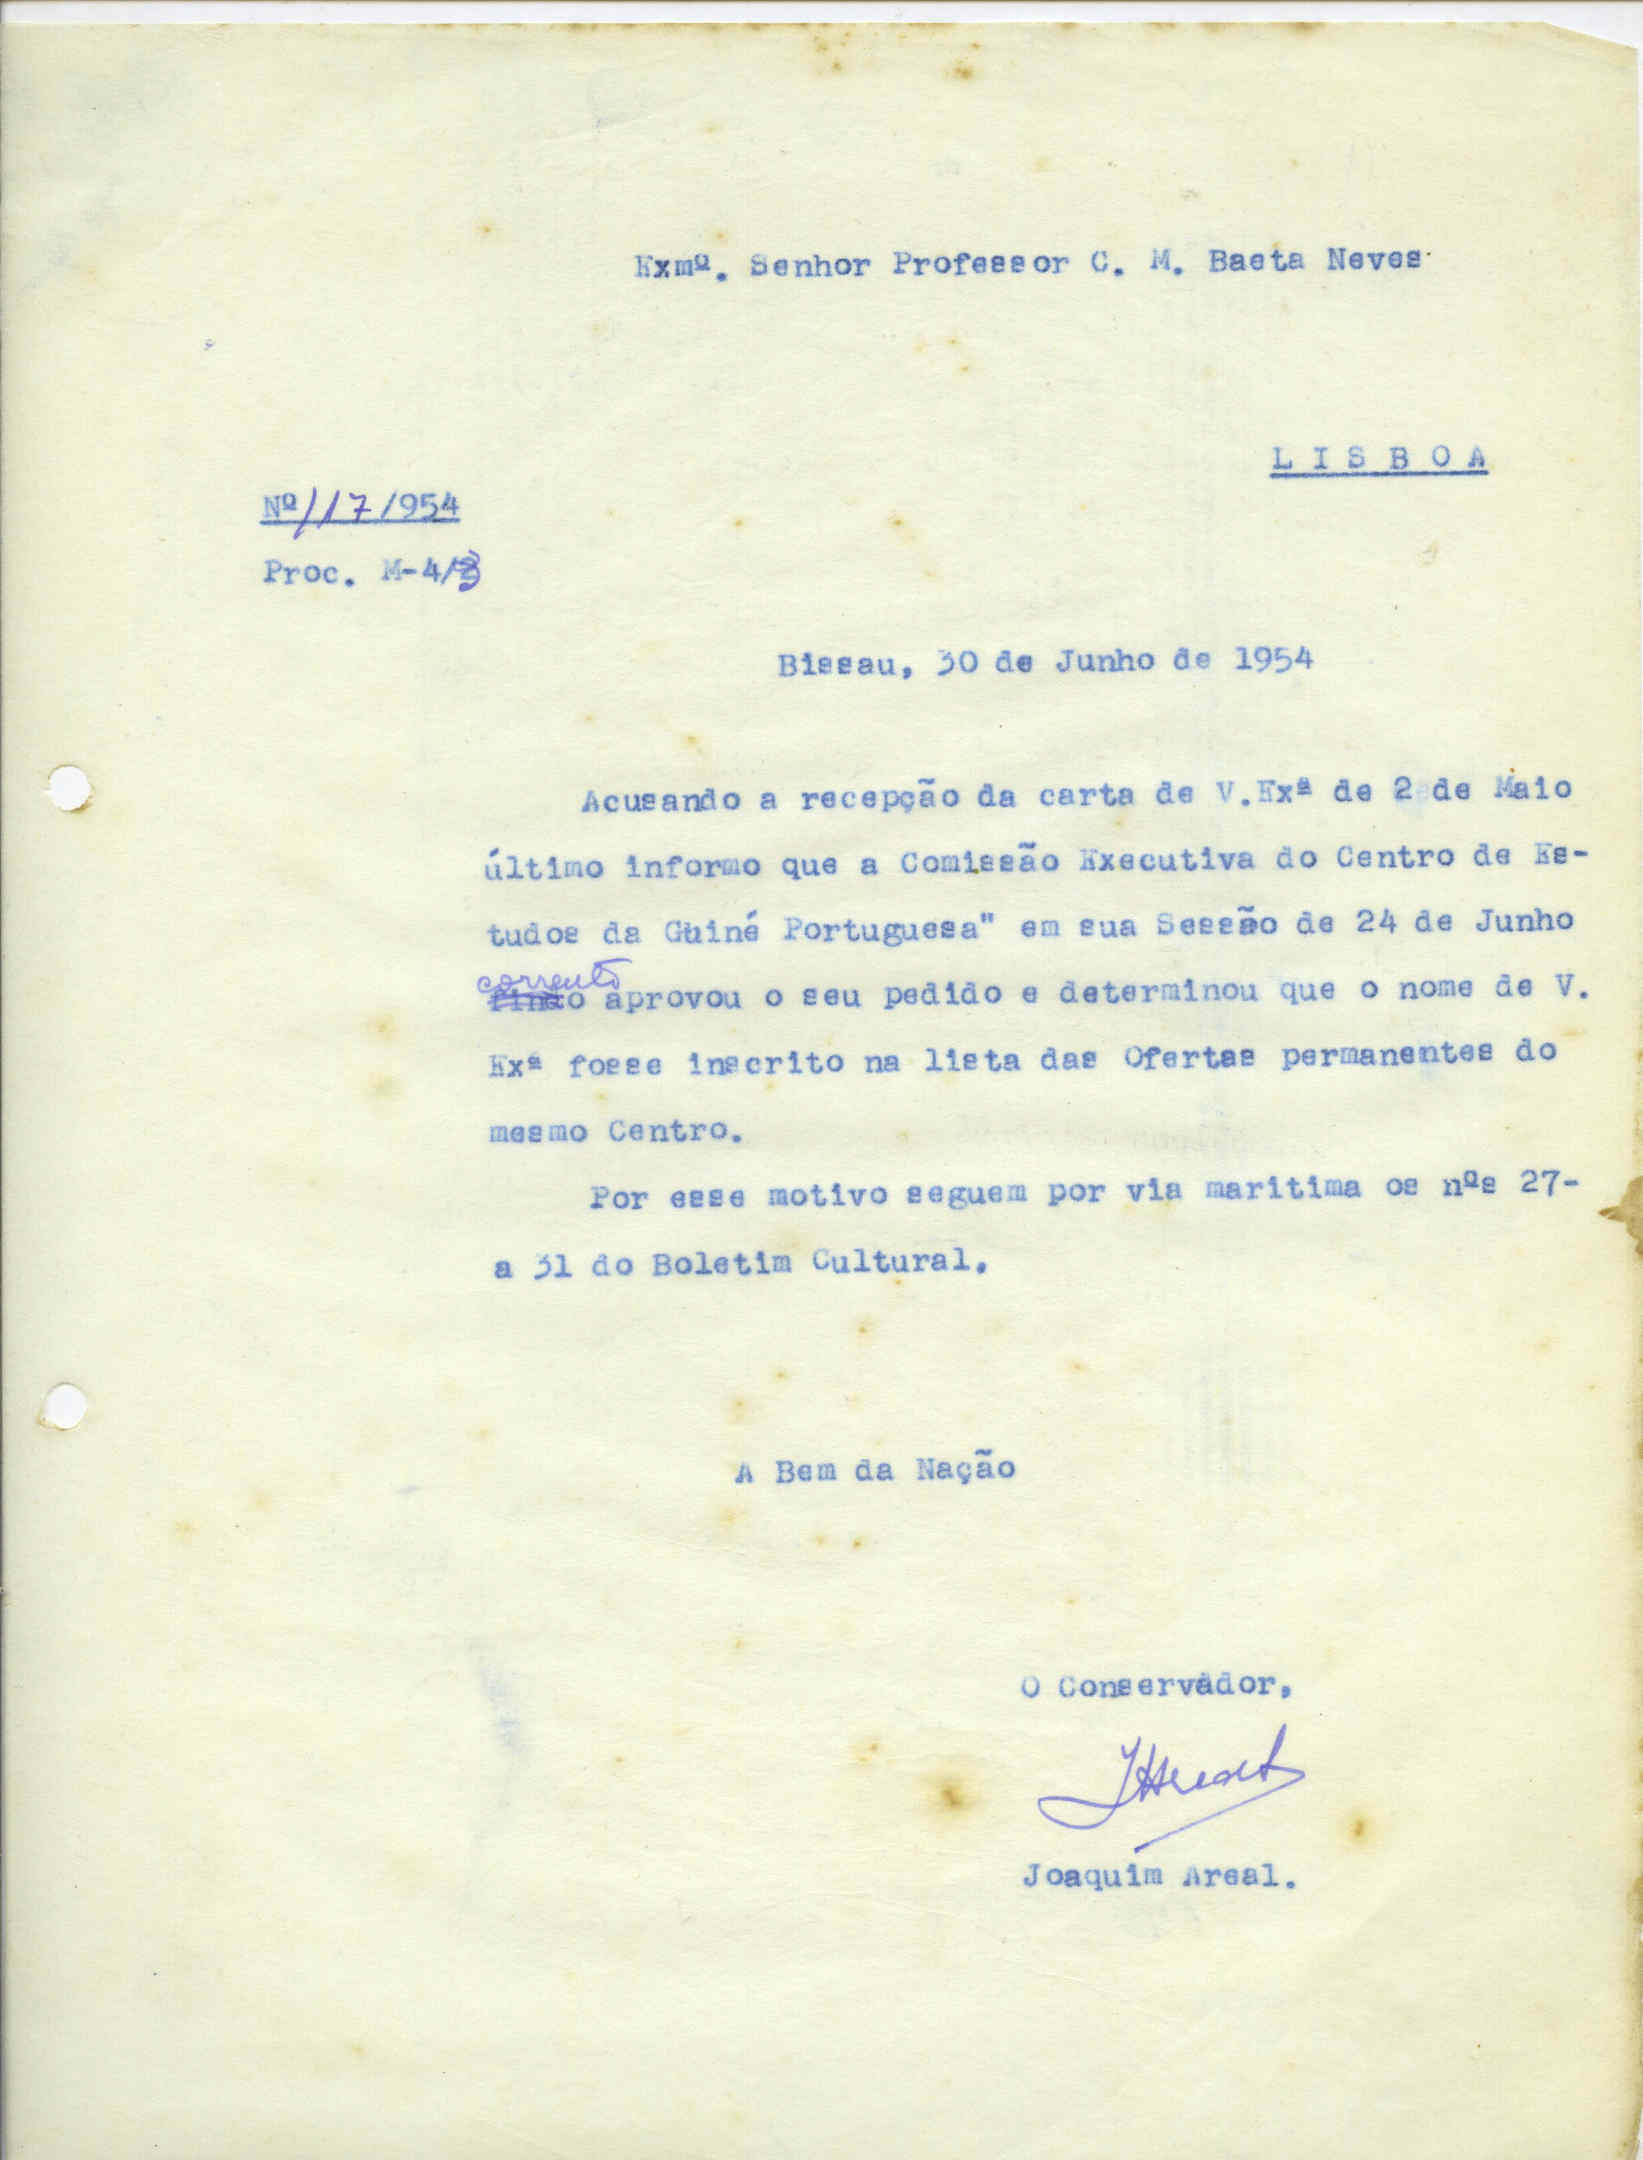 Exmº. Senhor Professor C. M. Baeta Neves
L I S B O A
Nº 117/954
Proc. M-4/3
Bissau, 30 de Junho de 1954
Acusando a recepção da carta de V.Exª de 2 de Maio
último informo que a Comissão Executiva do Centro de Es-
tudos da Guiné Portuguesa" em sua Sessão de 24 de Junho
corrente
findo aprovou o seu pedido e determinou que o nome de V.
Exª fosse inscrito na lista das Ofertas permanentes do
mesmo Centro.
Por esse motivo seguem por via maritima os nºs 27-
a 31 do Boletim Cultural.
A Bem da Nação
O Conservador,
JAreal
Joaquim Areal.